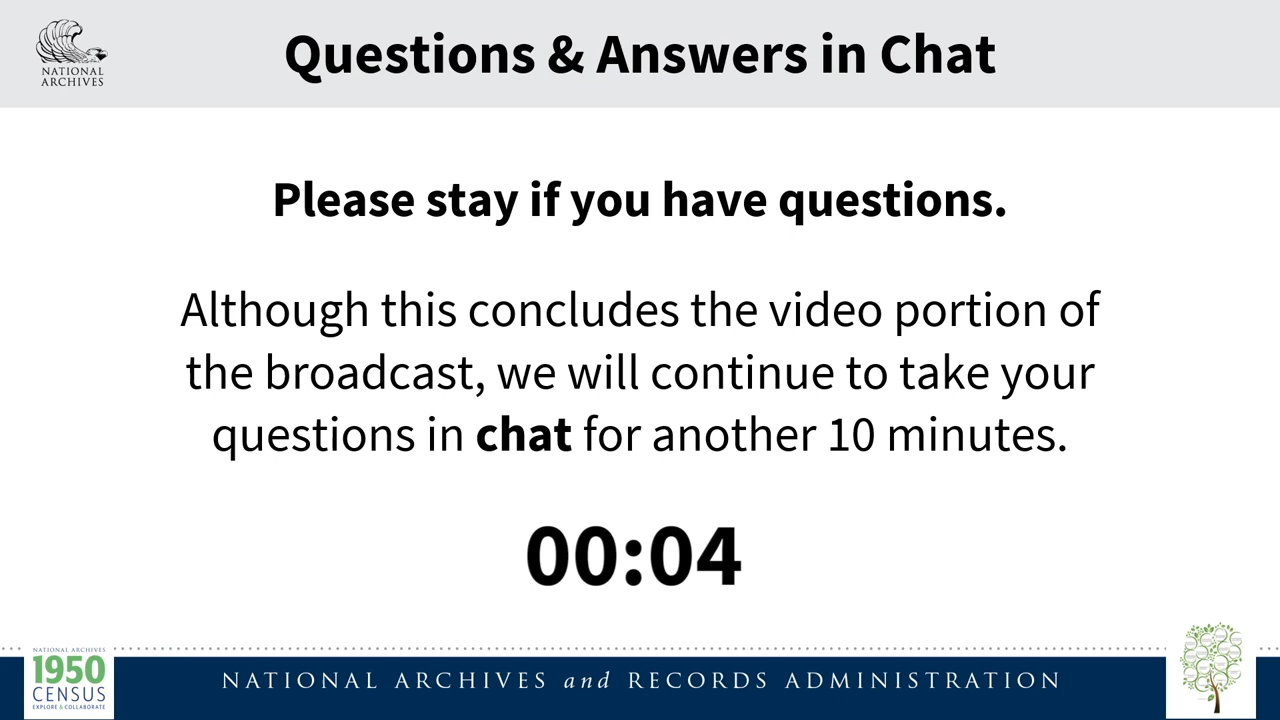 NATIONAL
ARCHIVES
Questions & Answers in Chat
Please stay if you have questions.
Although this concludes the video portion of
the broadcast, we will continue to take your
questions in chat for another 10 minutes.
00:04
NATIONAL ARCHIVES
1950
CENSUS
EXPLORE & COLLABORATE
NATIONAL ARCHIVES and RECORDS ADMINISTRATION